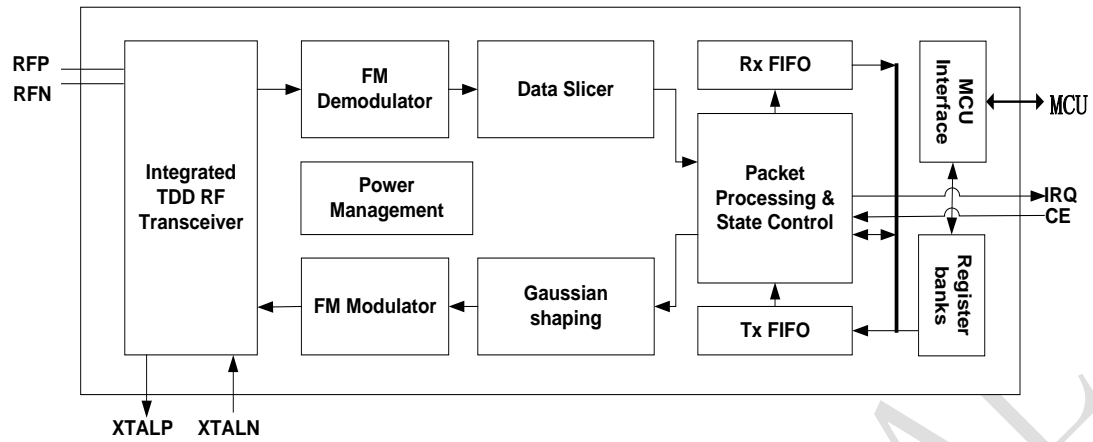 RFP
RFN
Integrated
TDD RF
Transceiver
FM
Demodulator
Data Slicer
Rx FIFO
MCU
Interface
MCU
Power
Management
Packet
Processing &
State Control
IRQ
CE
FM Modulator
Gaussian
shaping
Tx FIFO
Register
banks
XTALP
XTALN